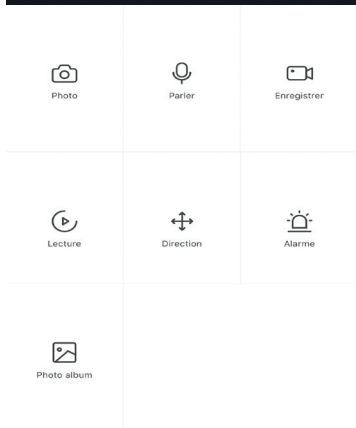 Photo
Parler
Enregistrer
Lecture
Direction
Alarme
Photo album